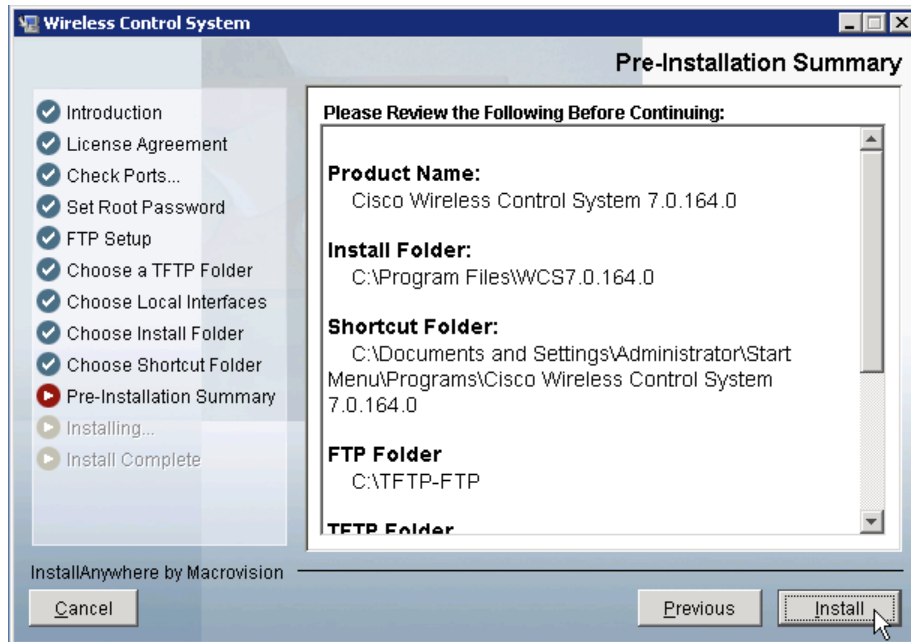 Wireless Control System
Pre-Installation Summary
Introduction
License Agreement
Check Ports...
Set Root Password
FTP Setup
Choose a TFTP Folder
Choose Local Interfaces
Choose Install Folder
Choose Shortcut Folder
Pre-Installation Summary
Installing...
Install Complete
Please Review the Following Before Continuing:
Product Name:
Cisco Wireless Control System 7.0.164.0
Install Folder:
C:\Program Files\WCS7.0.164.0
Shortcut Folder:
C:\Documents and Settings\Administrator\Start
Menu\Programs\Cisco Wireless Control System
7.0.164.0
FTP Folder
C:\TFTP-FTP
TFTP Folder
InstallAnywhere by Macrovision
Cancel
Previous
Install